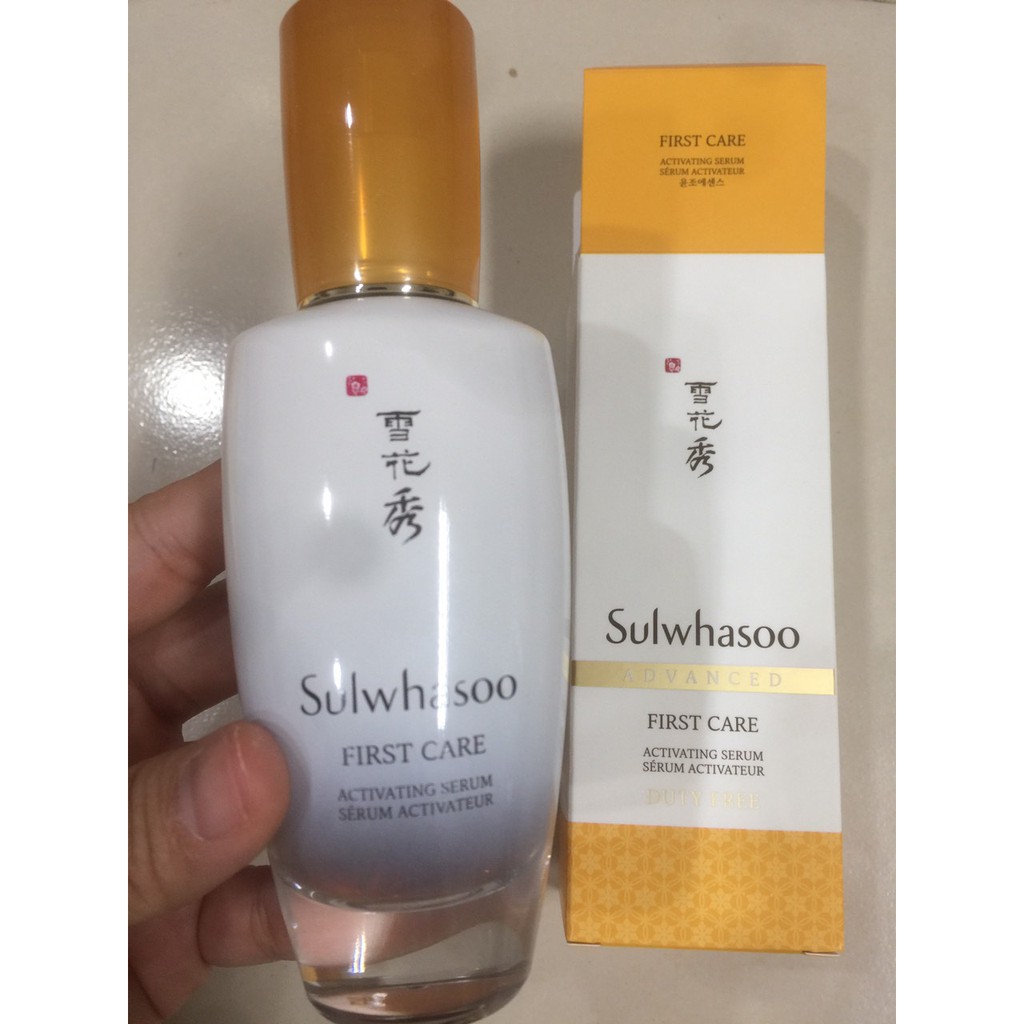 雪花秀
Sulwhasoo
FIRST CARE
ACTIVATING SERUM
SÉRUM ACTIVATEUR
FIRST CARE
ACTIVATING SERUM
SÉRUM ACTIVATEUR
윤조에센스
雪花秀
Sulwhasoo
ADVANCED
FIRST CARE
ACTIVATING SERUM
SÉRUM ACTIVATEUR
DUTY FREE